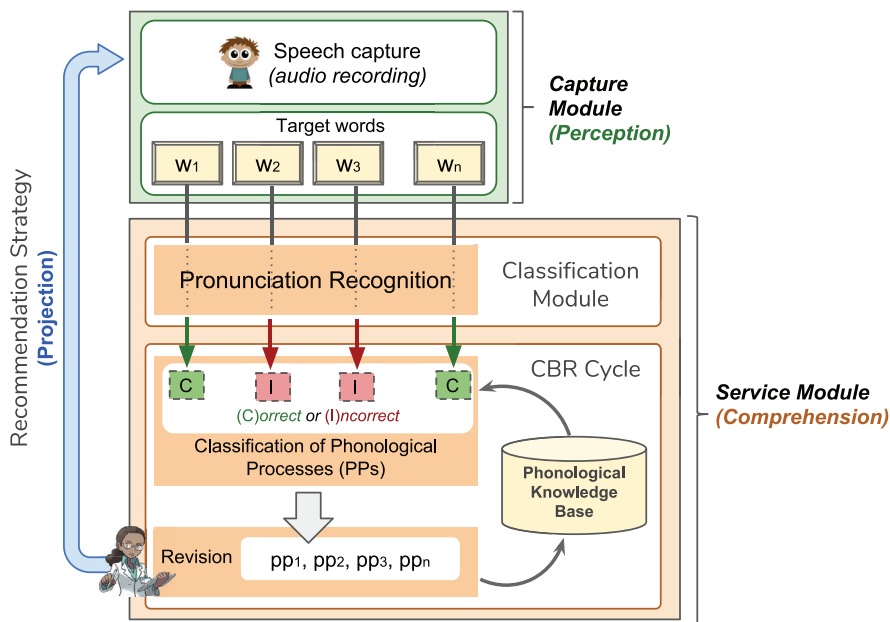 Speech capture
(audio recording)
Target words
w1 w2 w3 wn
Capture
Module
(Perception)
Recommendation Strategy
(Projection)
Pronunciation Recognition
Classification
Module
CBR Cycle
C I I C
(C)orrect or (I)ncorrect
Classification of Phonological
Processes (PPs)
Phonological
Knowledge
Base
Revision
pp1, pp2, pp3, ppn
Service Module
(Comprehension)